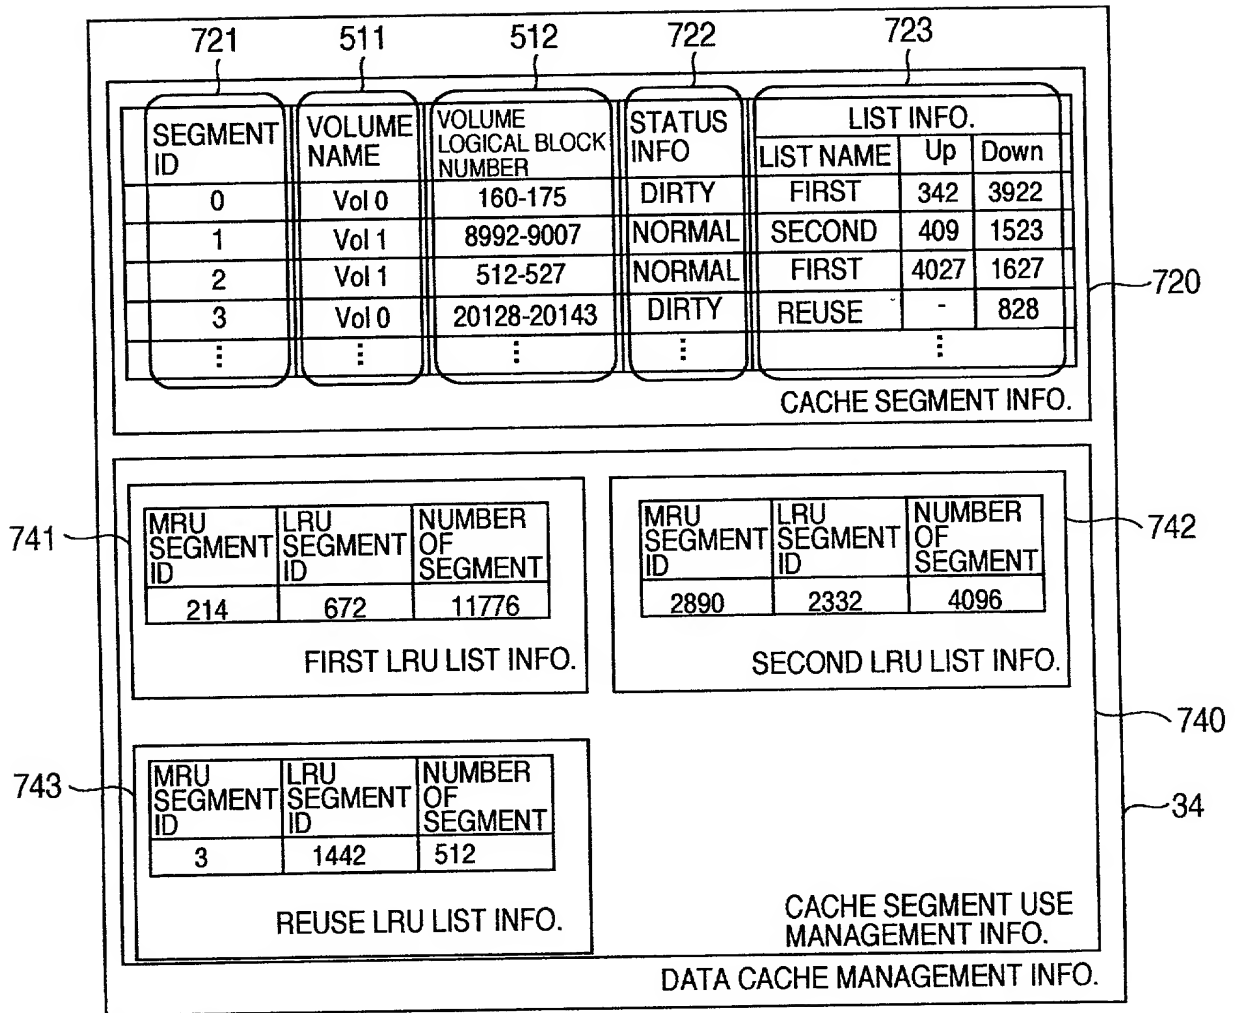 721 511 512 722 723
SEGMENT ID VOLUME NAME VOLUME LOGICAL BLOCK NUMBER STATUS INFO LIST INFO.
LIST NAME Up Down
0 Vol 0 160-175 DIRTY FIRST 342 3922
1 Vol 1 8992-9007 NORMAL SECOND 409 1523
2 Vol 1 512-527 NORMAL FIRST 4027 1627
3 Vol 0 20128-20143 DIRTY REUSE - 828
⋮ ⋮ ⋮ ⋮ ⋮
720
CACHE SEGMENT INFO.
741
MRU SEGMENT ID LRU SEGMENT ID NUMBER OF SEGMENT
214 672 11776
FIRST LRU LIST INFO.
742
MRU SEGMENT ID LRU SEGMENT ID NUMBER OF SEGMENT
2890 2332 4096
SECOND LRU LIST INFO.
740
743
MRU SEGMENT ID LRU SEGMENT ID NUMBER OF SEGMENT
3 1442 512
REUSE LRU LIST INFO.
34
CACHE SEGMENT USE
MANAGEMENT INFO.
DATA CACHE MANAGEMENT INFO.